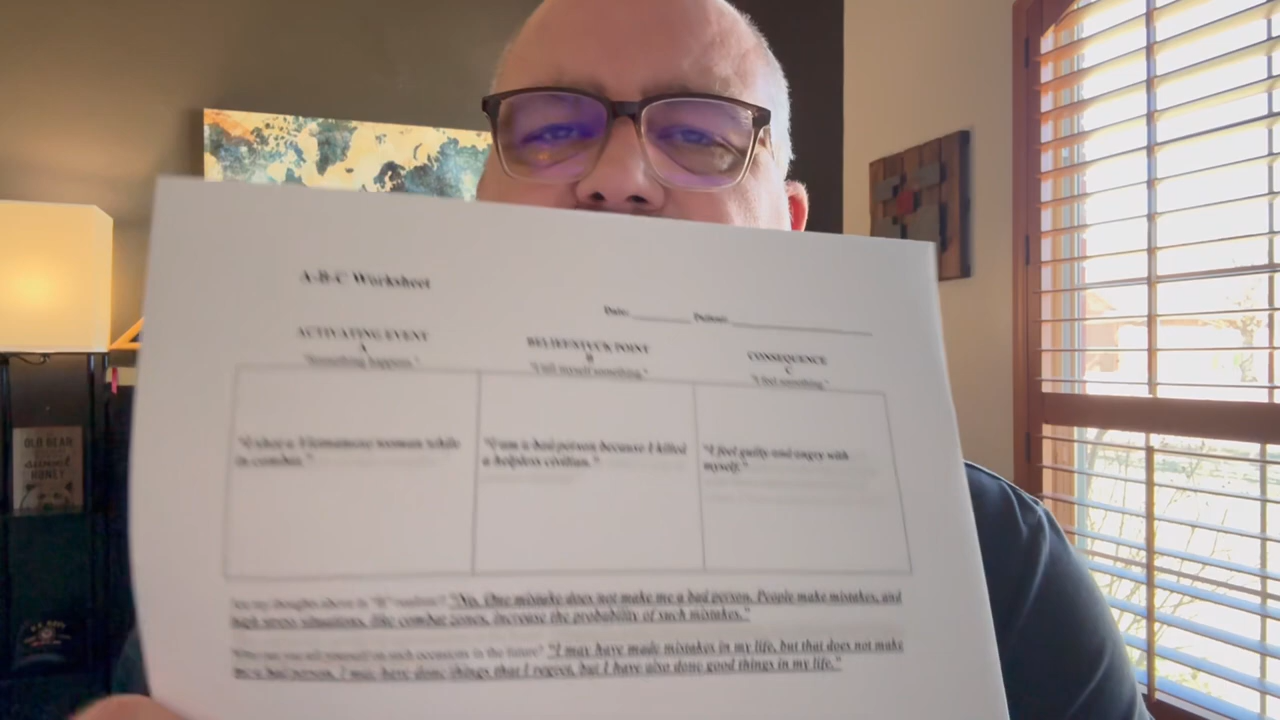 A-B-C Worksheet
Date: Patient:
ACTIVATING EVENT
A
"Something happens."
BELIEF/STUCK POINT
B
"I tell myself something."
CONSEQUENCE
C
"I feel something."
"I shot a Vietnamese woman while
in combat."
"I am a bad person because I killed
a helpless civilian."
"I feel guilty and angry with
myself."
Are my thoughts above in "B" realistic? "No. One mistake does not make me a bad person. People make mistakes, and
high stress situations, like combat zones, increase the probability of such mistakes."
What can you tell yourself on such occasions in the future? "I may have made mistakes in my life, but that does not make
me a bad person. I may have done things that I regret, but I have also done good things in my life."
OLD BEAR
HONEY